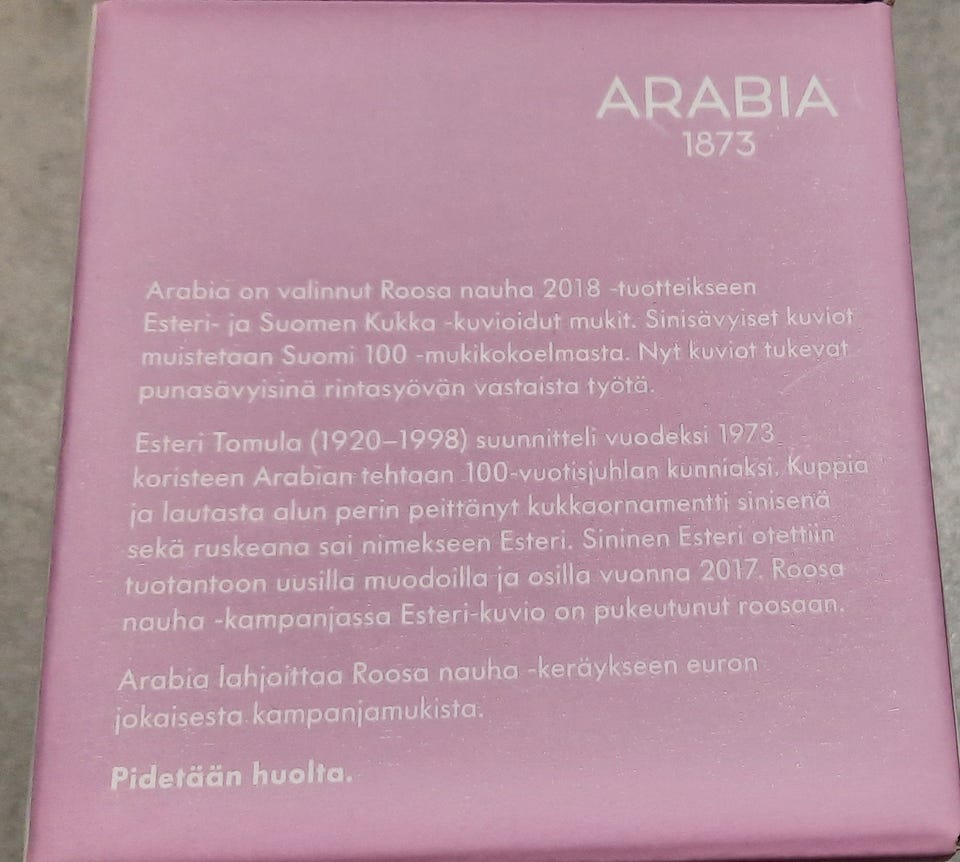 ARABIA
1873
Arabia on valinnut Roosa nauha 2018 -tuotteikseen
Esteri- ja Suomen Kukka -kuvioidut mukit. Sinisävyiset kuviot
muistetaan Suomi 100 -mukikokoelmasta. Nyt kuviot tukevat
punasävyisinä rintasyövän vastaista työtä.
Esteri Tomula (1920–1998) suunnitteli vuodeksi 1973
koristeen Arabian tehtaan 100-vuotisjuhlan kunniaksi. Kuppia
ja lautasta alun perin peittänyt kukkaornamentti sinisenä
sekä ruskeana sai nimekseen Esteri. Sininen Esteri otettiin
tuotantoon uusilla muodoilla ja osilla vuonna 2017. Roosa
nauha -kampanjassa Esteri-kuvio on pukeutunut roosaan.
Arabia lahjoittaa Roosa nauha -keräykseen euron
jokaisesta kampanjamukista.
Pidetään huolta.